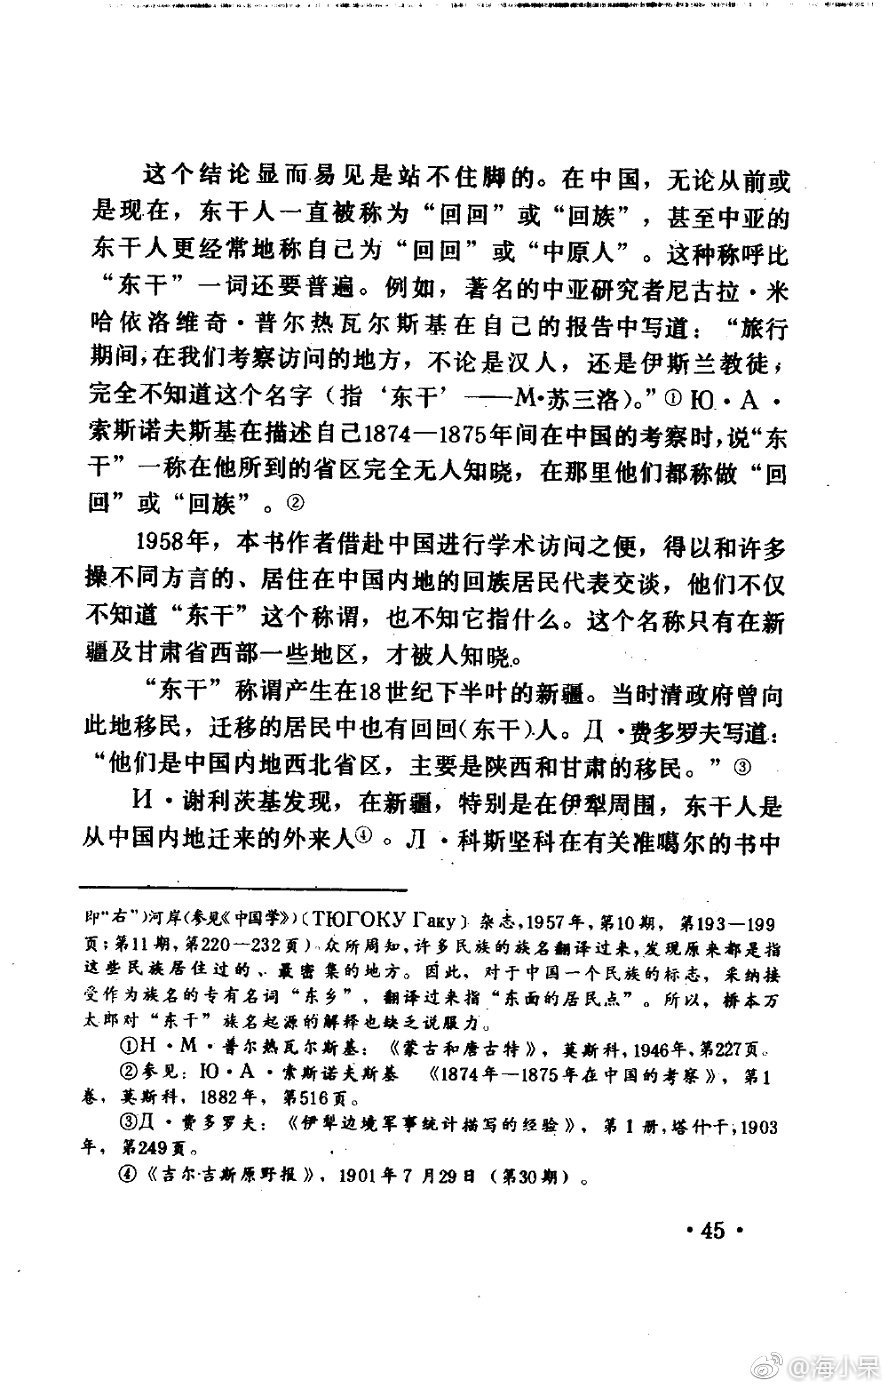 这个结论显而易见是站不住脚的。在中国，无论从前或
是现在，东干人一直被称为“回回”或“回族”，甚至中亚的
东干人更经常地称自己为“回回”或“中原人”。这种称呼比
“东干”一词还要普遍。例如，著名的中亚研究者尼古拉·米
哈依洛维奇·普尔热瓦尔斯基在自己的报告中写道：“旅行
期间，在我们考察访问的地方，不论是汉人，还是伊斯兰教徒，
完全不知道这个名字（指‘东干’——М·苏三洛）。”①Ю·А·
索斯诺夫斯基在描述自己1874—1875年间在中国的考察时，说“东
干”一称在他所到的省区完全无人知晓，在那里他们都称做“回
回”或“回族”。②
1958年，本书作者借赴中国进行学术访问之便，得以和许多
操不同方言的、居住在中国内地的回族居民代表交谈，他们不仅
不知道“东干”这个称谓，也不知它指什么。这个名称只有在新
疆及甘肃省西部一些地区，才被人知晓。
“东干”称谓产生在18世纪下半叶的新疆。当时清政府曾向
此地移民，迁移的居民中也有回回（东干）人。Д·费多罗夫写道：
“他们是中国内地西北省区，主要是陕西和甘肃的移民。”③
И·谢利茨基发现，在新疆，特别是在伊犁周围，东干人是
从中国内地迁来的外来人④。Л·科斯坚科在有关准噶尔的书中
即“右”）河岸（参见《中国学》）〔ТЮГОКУ Гаку〕杂志，1957年，第10期，第193—199
页；第11期，第220—232页）。众所周知，许多民族的族名翻译过来，发现原来都是指
这些民族居住过的、最密集的地方。因此，对于中国一个民族的标志，采纳接
受作为族名的专有名词“东乡”，翻译过来指“东面的居民点”。所以，桥本万
太郎对“东干”族名起源的解释也缺乏说服力。
①Н·М·普尔热瓦尔斯基：《蒙古和唐古特》，莫斯科，1946年，第227页。
②参见：Ю·А·索斯诺夫斯基 《1874年—1875年在中国的考察》，第1
卷，莫斯科，1882年，第516页。
③Д·费多罗夫：《伊犁边境军事统计描写的经验》，第1册，塔什干，1903
年，第249页。
④《吉尔吉斯原野报》，1901年7月29日（第30期）。
·45·
@海小呆